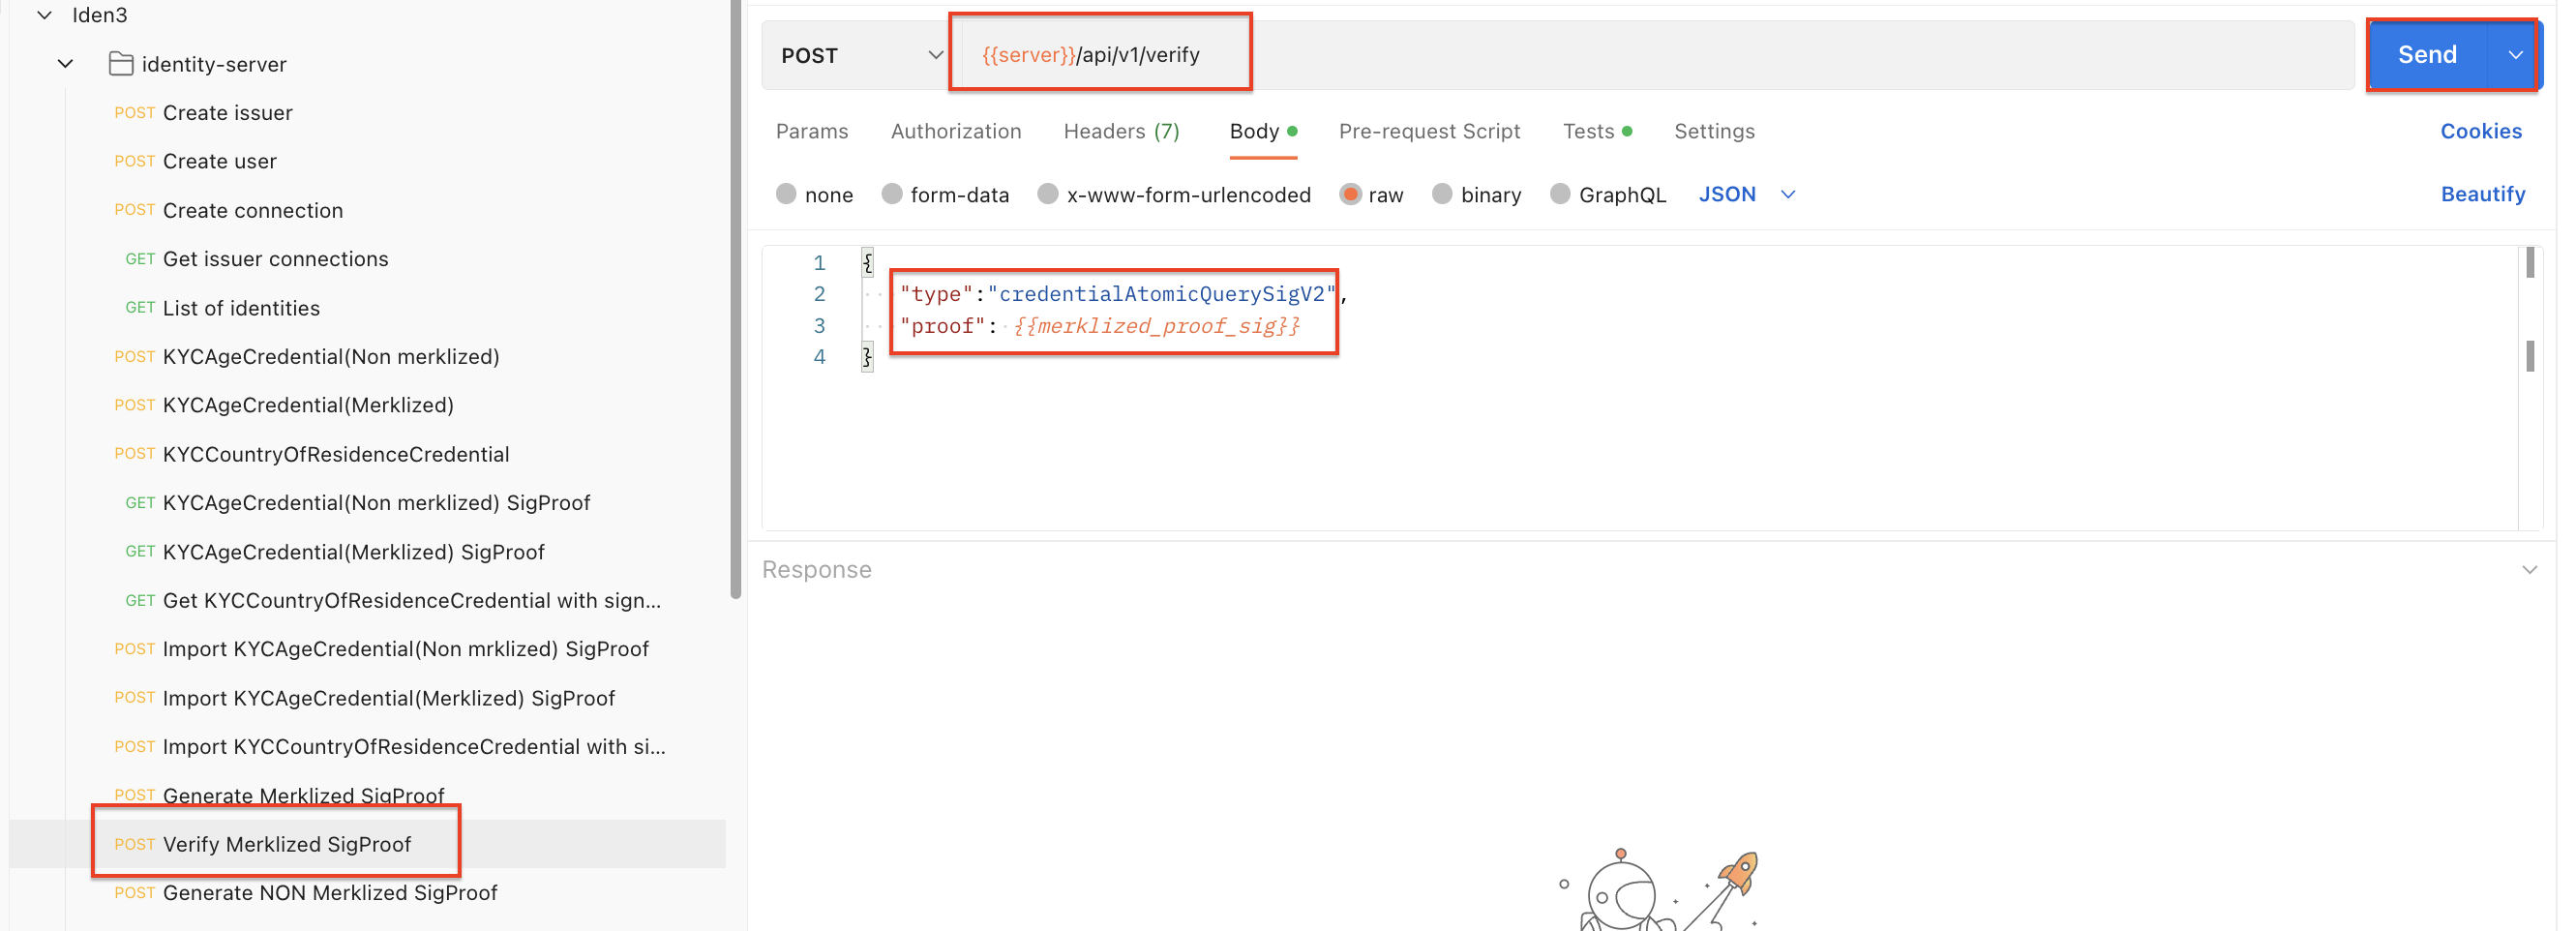 Iden3
identity-server
POST Create issuer
POST Create user
POST Create connection
GET Get issuer connections
GET List of identities
POST KYCAgeCredential(Non merklized)
POST KYCAgeCredential(Merklized)
POST KYCCountryOfResidenceCredential
GET KYCAgeCredential(Non merklized) SigProof
GET KYCAgeCredential(Merklized) SigProof
GET Get KYCCountryOfResidenceCredential with sign...
POST Import KYCAgeCredential(Non mrklized) SigProof
POST Import KYCAgeCredential(Merklized) SigProof
POST Import KYCCountryOfResidenceCredential with si...
POST Generate Merklized SigProof
POST Verify Merklized SigProof
POST Generate NON Merklized SigProof
POST {{server}}/api/v1/verify Send
Params Authorization Headers (7) Body Pre-request Script Tests Settings Cookies
none form-data x-www-form-urlencoded raw binary GraphQL JSON Beautify
1 {
2 "type":"credentialAtomicQuerySigV2",
3 "proof": {{merklized_proof_sig}}
4 }
Response